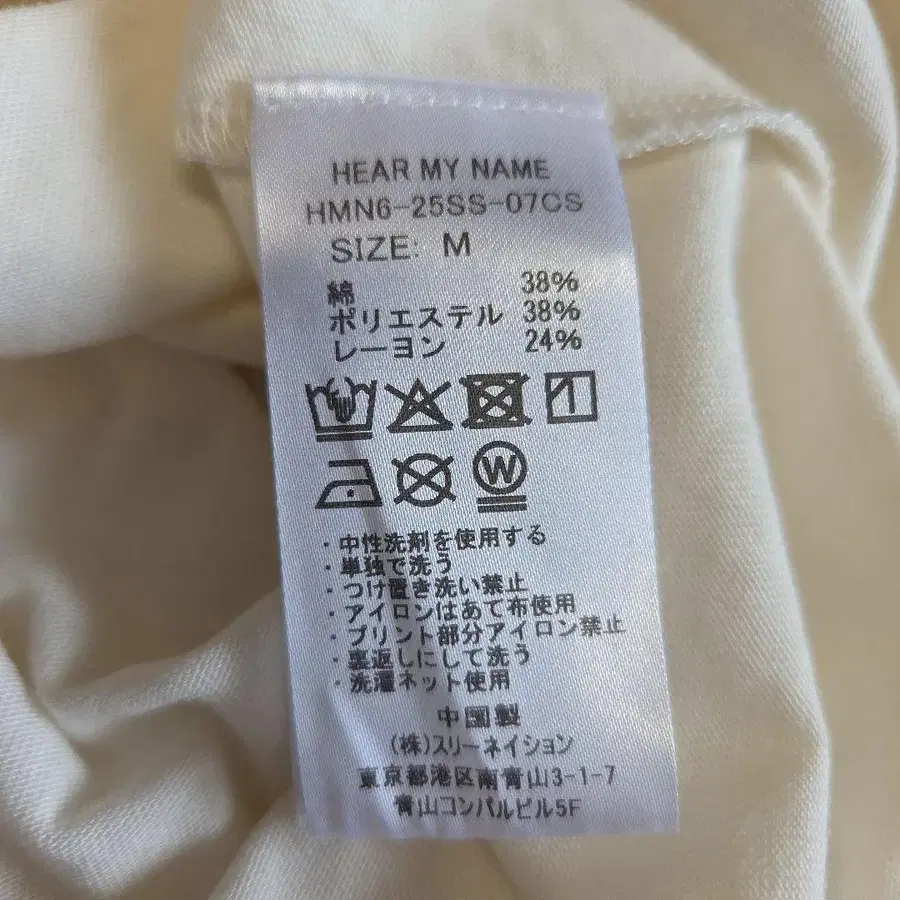 HEAR MY NAME
HMN6-25SS-07CS
SIZE: M
綿 38%
ポリエステル 38%
レーヨン 24%
W
・中性洗剤を使用する
・単独で洗う
・つけ置き洗い禁止
・アイロンはあて布使用
・プリント部分アイロン禁止
・裏返しにして洗う
・洗濯ネット使用
中国製
(株)スリーネイション
東京都港区南青山3-1-7
青山コンパルビル5F